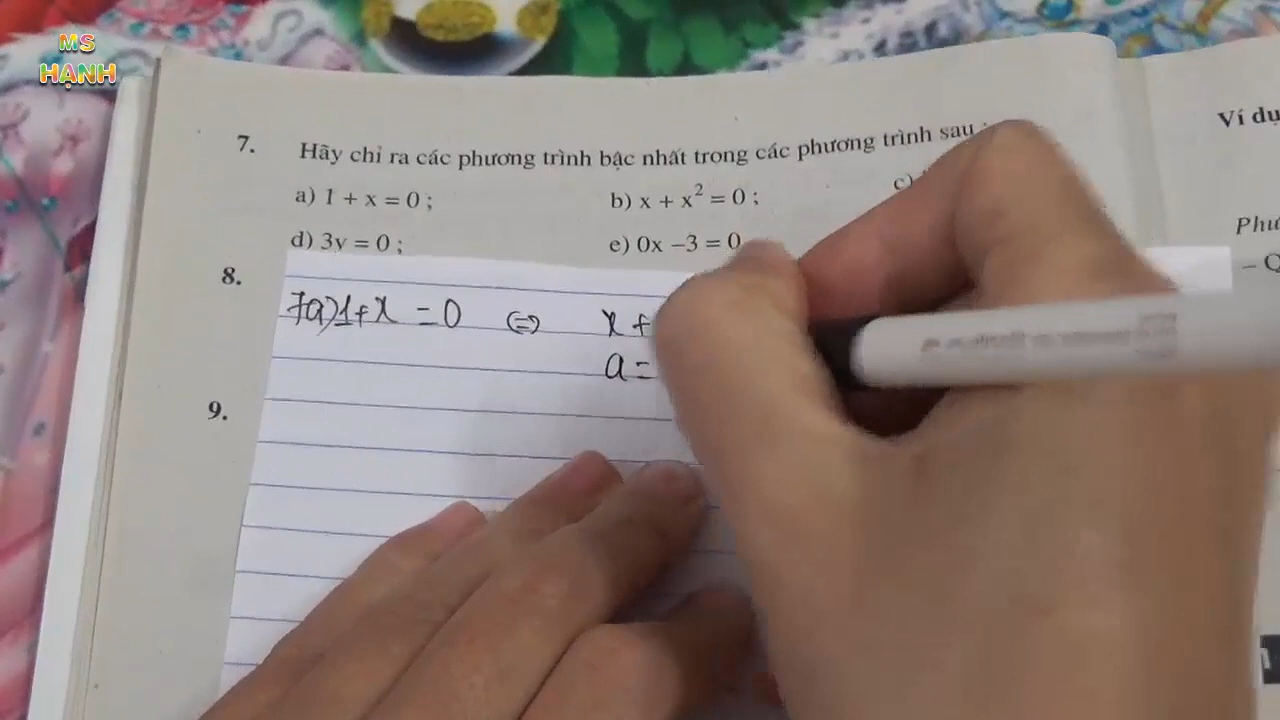 MS
HẠNH
7. Hãy chỉ ra các phương trình bậc nhất trong các phương trình sau :
a) 1 + x = 0 ; b) x + x² = 0 ; c)
d) 3y = 0 ; e) 0x –3 = 0
8.
7a) 1+x = 0 ⇔ x +
a =
9.
Ví dụ
Phư
– Q